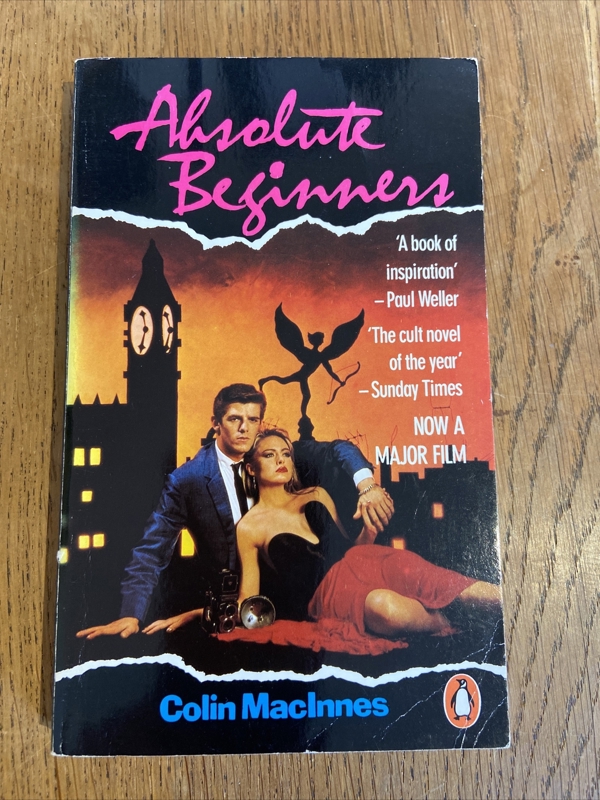 Absolute
Beginners
‘A book of
inspiration’
– Paul Weller
‘The cult novel
of the year’
– Sunday Times
NOW A
MAJOR FILM
Colin MacInnes